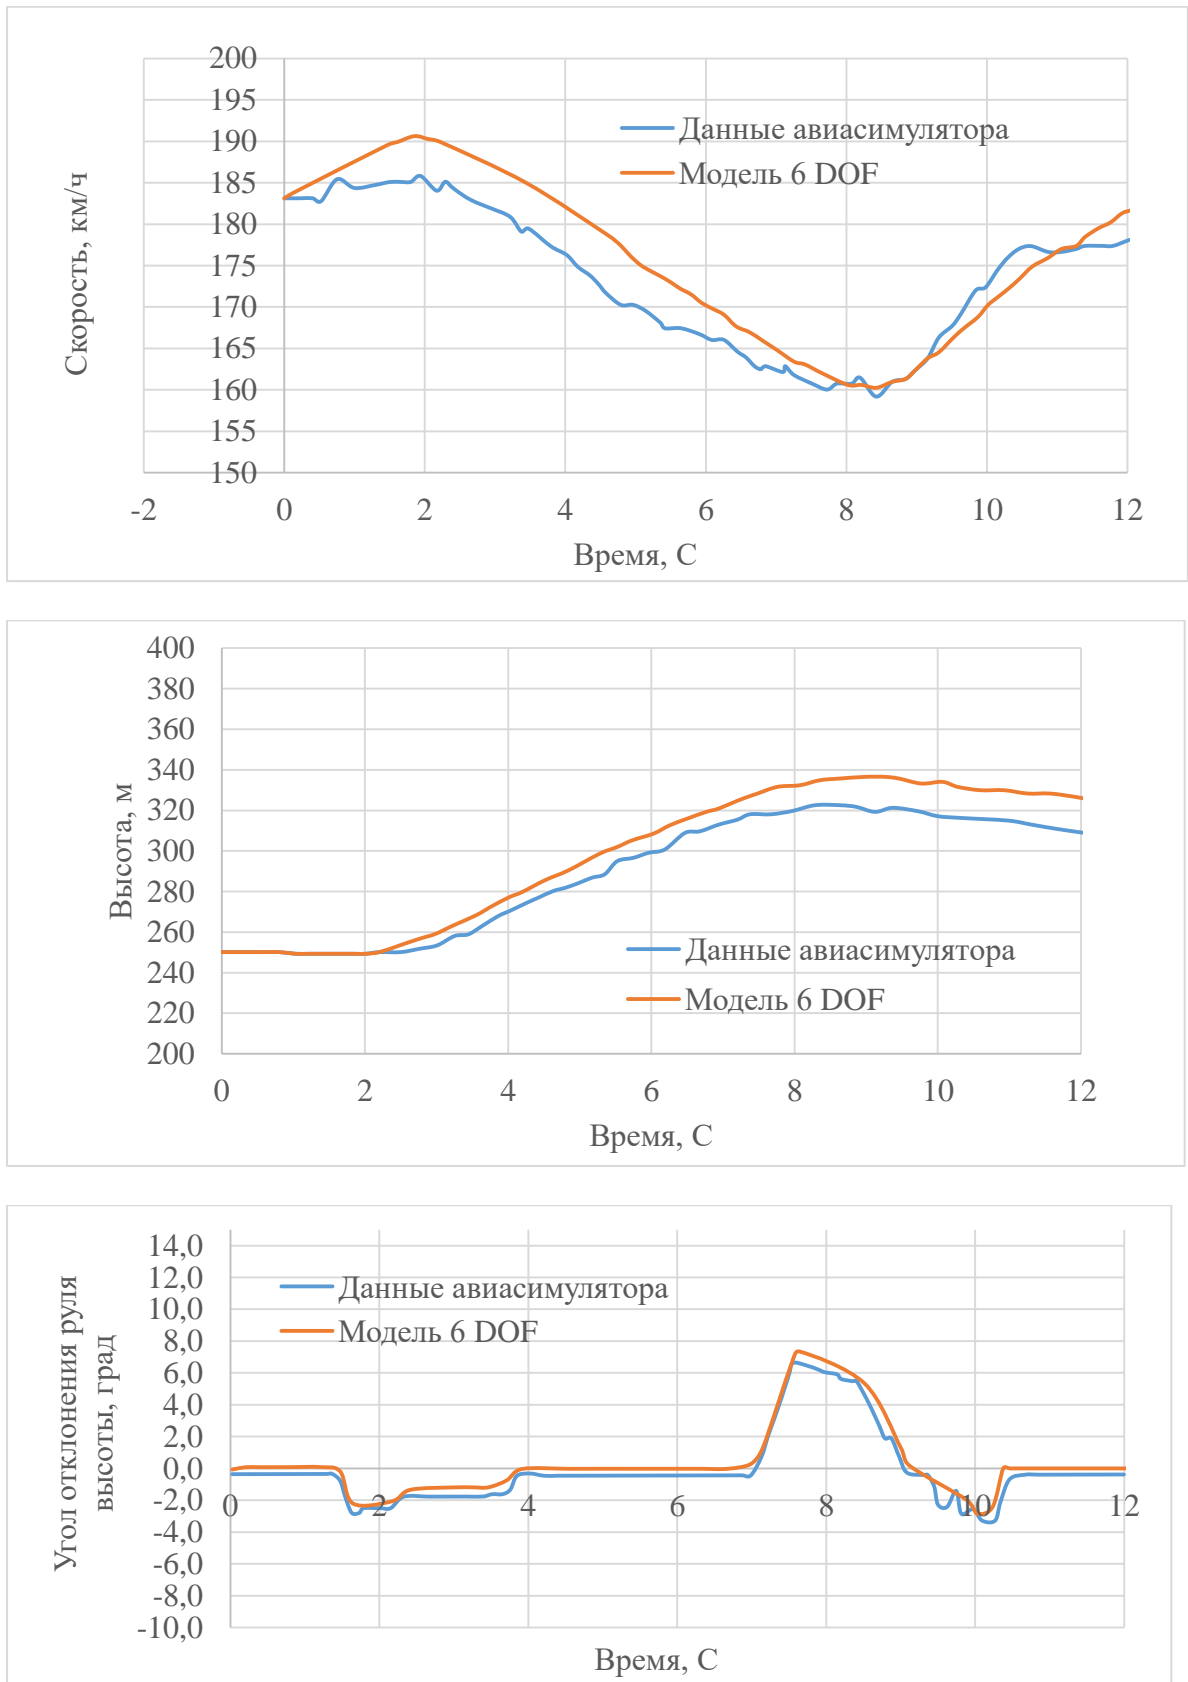 200
195
190
185
180
175
170
165
160
155
150
Скорость, км/ч
Данные авиасимулятора
Модель 6 DOF
-2 0 2 4 6 8 10 12
Время, С
400
380
360
340
320
300
280
260
240
220
200
Высота, м
Данные авиасимулятора
Модель 6 DOF
0 2 4 6 8 10 12
Время, С
14,0
12,0
10,0
8,0
6,0
4,0
2,0
0,0
-2,0
-4,0
-6,0
-8,0
-10,0
Угол отклонения руля
высоты, град
Данные авиасимулятора
Модель 6 DOF
0 2 4 6 8 10 12
Время, С